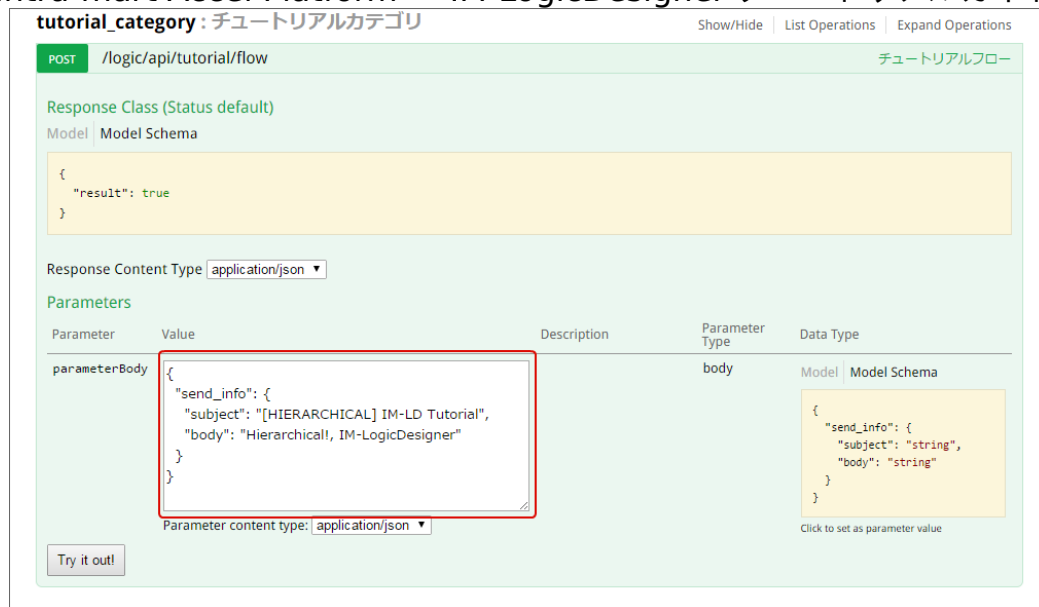 tutorial_category : チュートリアルカテゴリ
Show/Hide List Operations Expand Operations
POST /logic/api/tutorial/flow チュートリアルフロー
Response Class (Status default)
Model Model Schema
{
"result": true
}
Response Content Type application/json
Parameters
Parameter Value Description Parameter Type Data Type
parameterBody
{
"send_info": {
"subject": "[HIERARCHICAL] IM-LD Tutorial",
"body": "Hierarchical!, IM-LogicDesigner"
}
}
Parameter content type: application/json
body
Model Model Schema
{
"send_info": {
"subject": "string",
"body": "string"
}
}
Click to set as parameter value
Try it out!